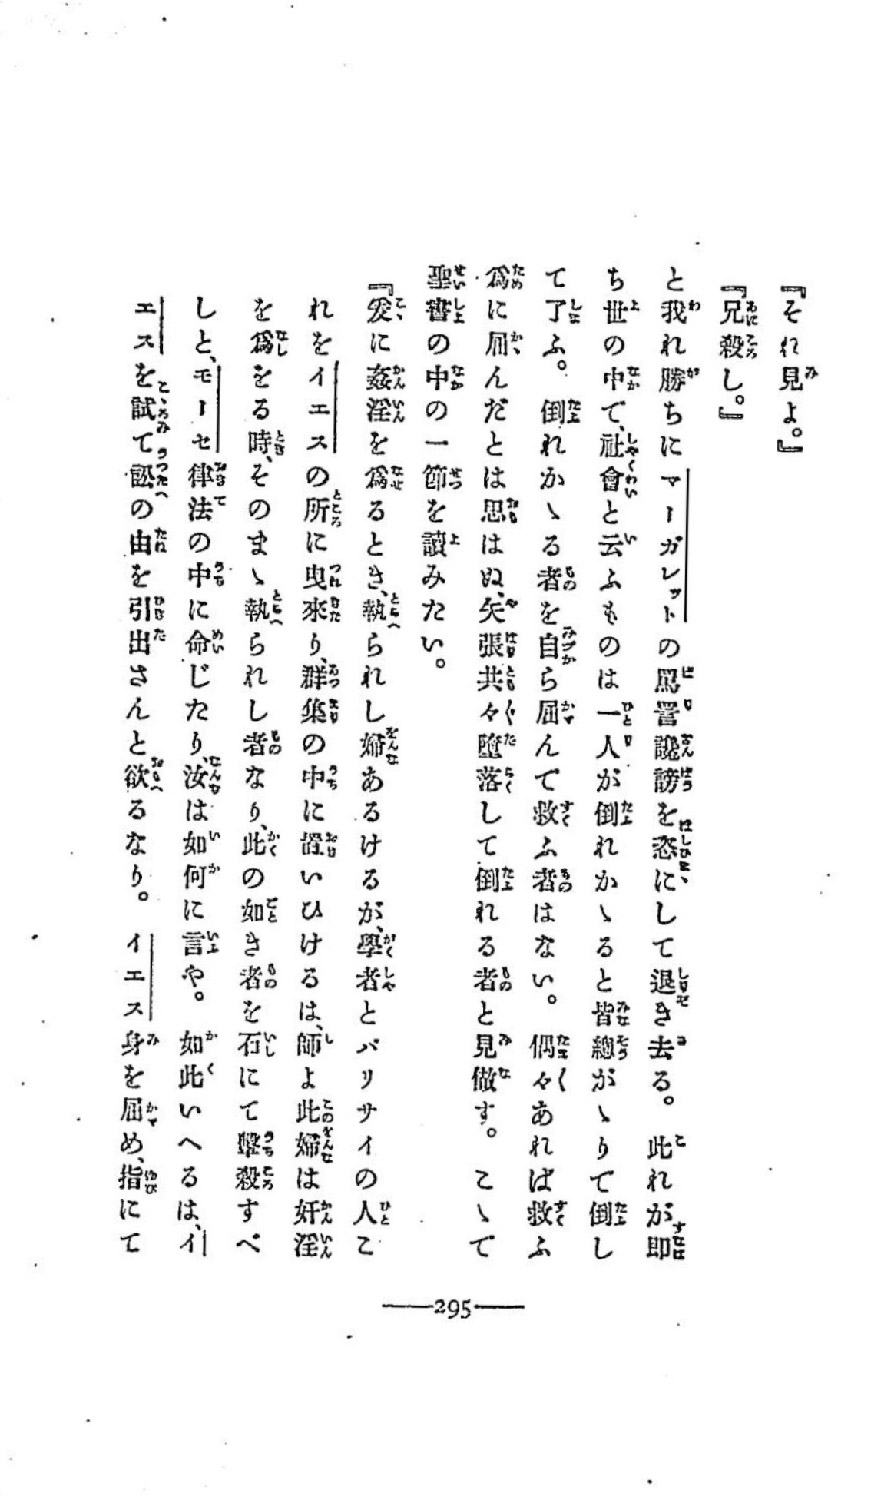 『それ見よ。』
『兄殺し。』
と我れ勝ちにマーガレットの罵詈讒謗を恣にして退き去る。此れが即
ち世の中で、社會と云ふものは一人が倒れかゝると皆總がゝりて倒し
て了ふ。倒れかゝる者を自ら屈んて救ふ者はない。偶々あれば救ふ
爲に屈んだとは思はぬ、矢張共々墮落して倒れる者と見做す。こゝて
聖書の中の一節を讀みたい。
『爰に姦淫を爲るとき、執られし婦あるけるが、學者とパリサイの人こ
れをイエスの所に曳來り、群集の中に置いひけるは、師よ此婦は奸淫
を爲をる時、そのまゝ執られし者なり、此の如き者を石にて擊殺すべ
しと、モーセ律法の中に命じたり、汝は如何に言や。如此いへるは、イ
エスを試て訟の由を引出さんと欲るなり。イエス身を屈め、指にて
295